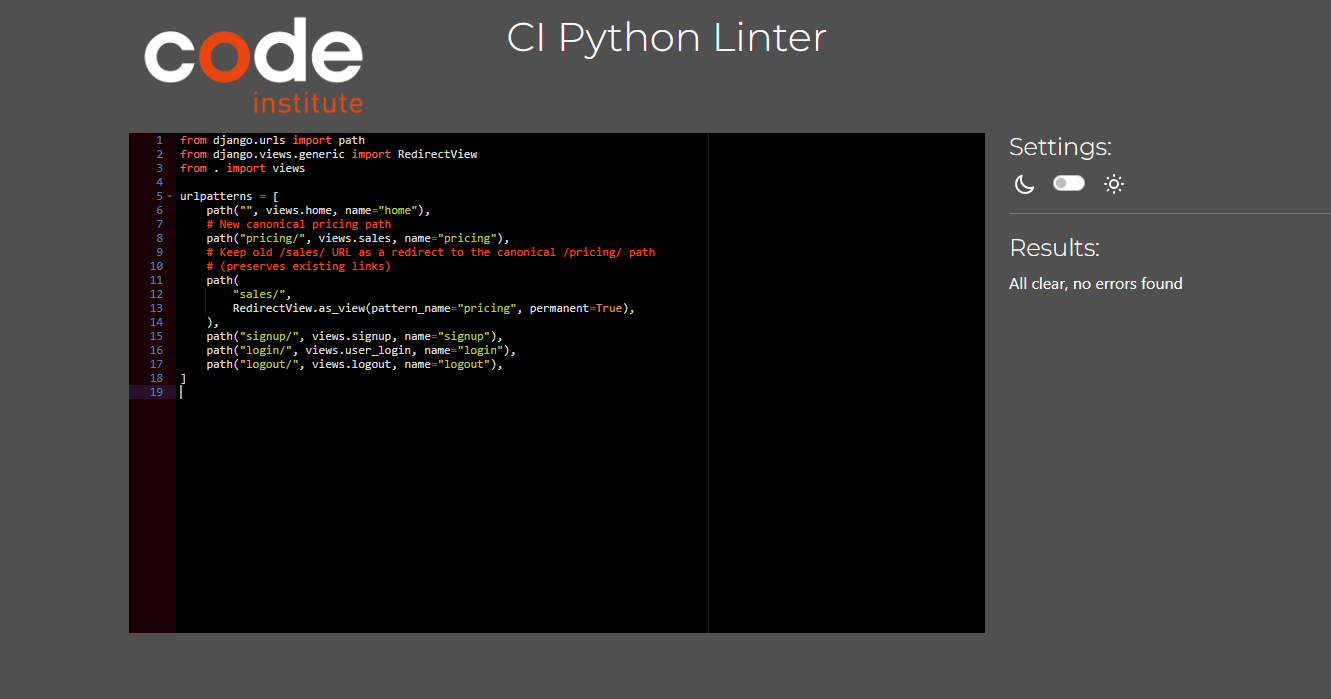 code
institute
CI Python Linter
1 from django.urls import path
2 from django.views.generic import RedirectView
3 from . import views
4
5 urlpatterns = [
6     path("", views.home, name="home"),
7     # New canonical pricing path
8     path("pricing/", views.sales, name="pricing"),
9     # Keep old /sales/ URL as a redirect to the canonical /pricing/ path
10     # (preserves existing links)
11     path(
12         "sales/",
13         RedirectView.as_view(pattern_name="pricing", permanent=True),
14     ),
15     path("signup/", views.signup, name="signup"),
16     path("login/", views.user_login, name="login"),
17     path("logout/", views.logout, name="logout"),
18 ]
19
Settings:
Results:
All clear, no errors found